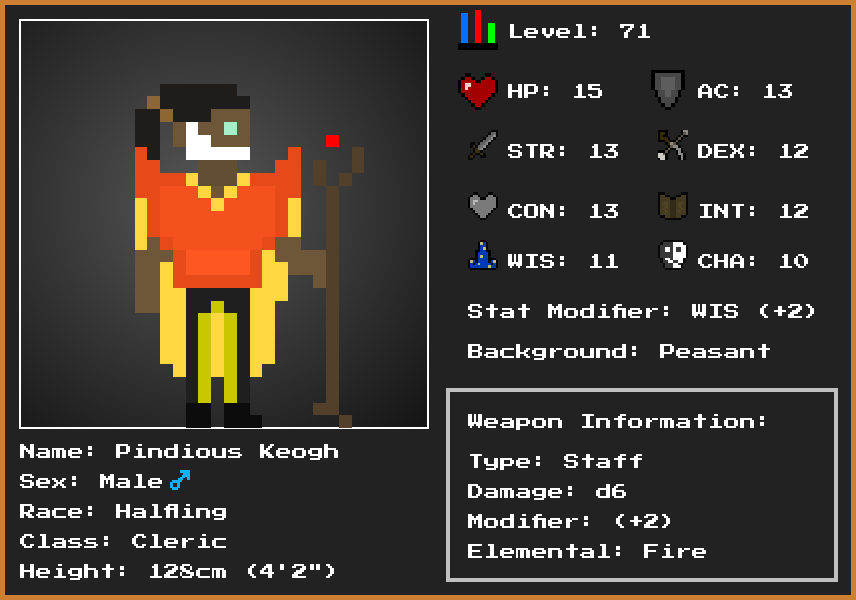 Level: 71
HP: 15 AC: 13
STR: 13 DEX: 12
CON: 13 INT: 12
WIS: 11 CHA: 10
Stat Modifier: WIS (+2)
Background: Peasant
Weapon Information:
Type: Staff
Damage: d6
Modifier: (+2)
Elemental: Fire
Name: Pindious Keogh
Sex: Male♂
Race: Halfling
Class: Cleric
Height: 128cm (4'2")